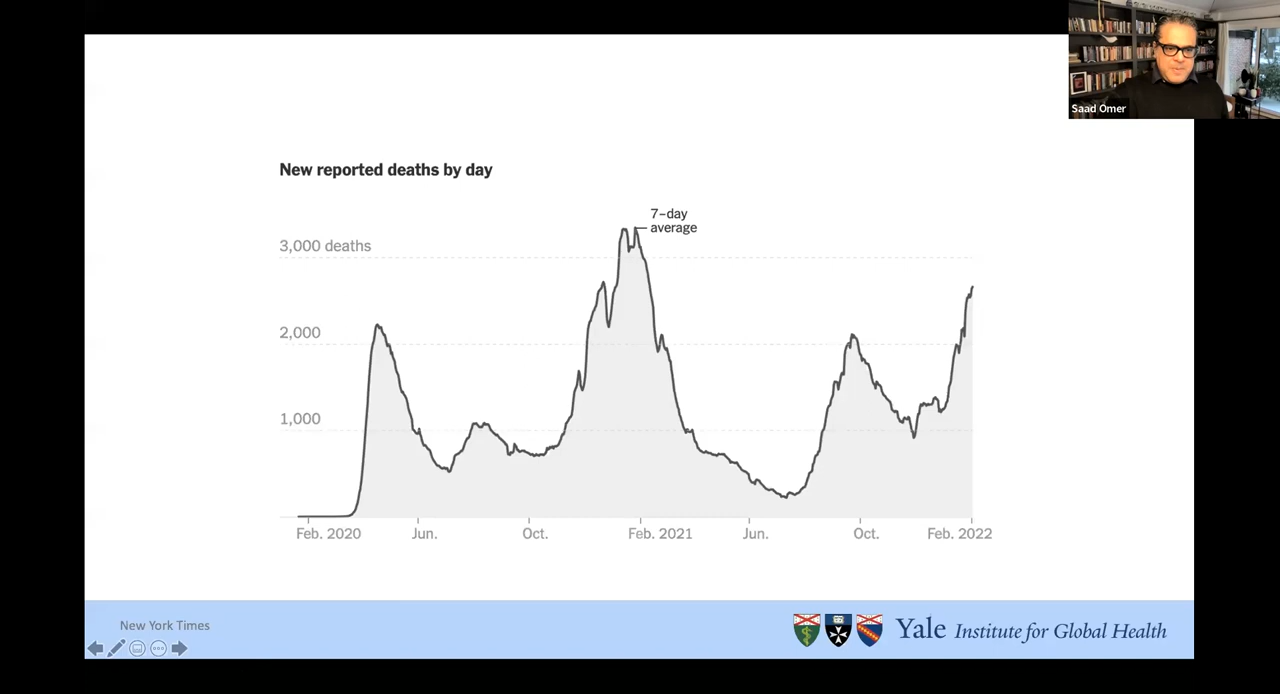 Saad Omer
New reported deaths by day
7-day
average
3,000 deaths
2,000
1,000
Feb. 2020
Jun.
Oct.
Feb. 2021
Jun.
Oct.
Feb. 2022
New York Times
Yale Institute for Global Health